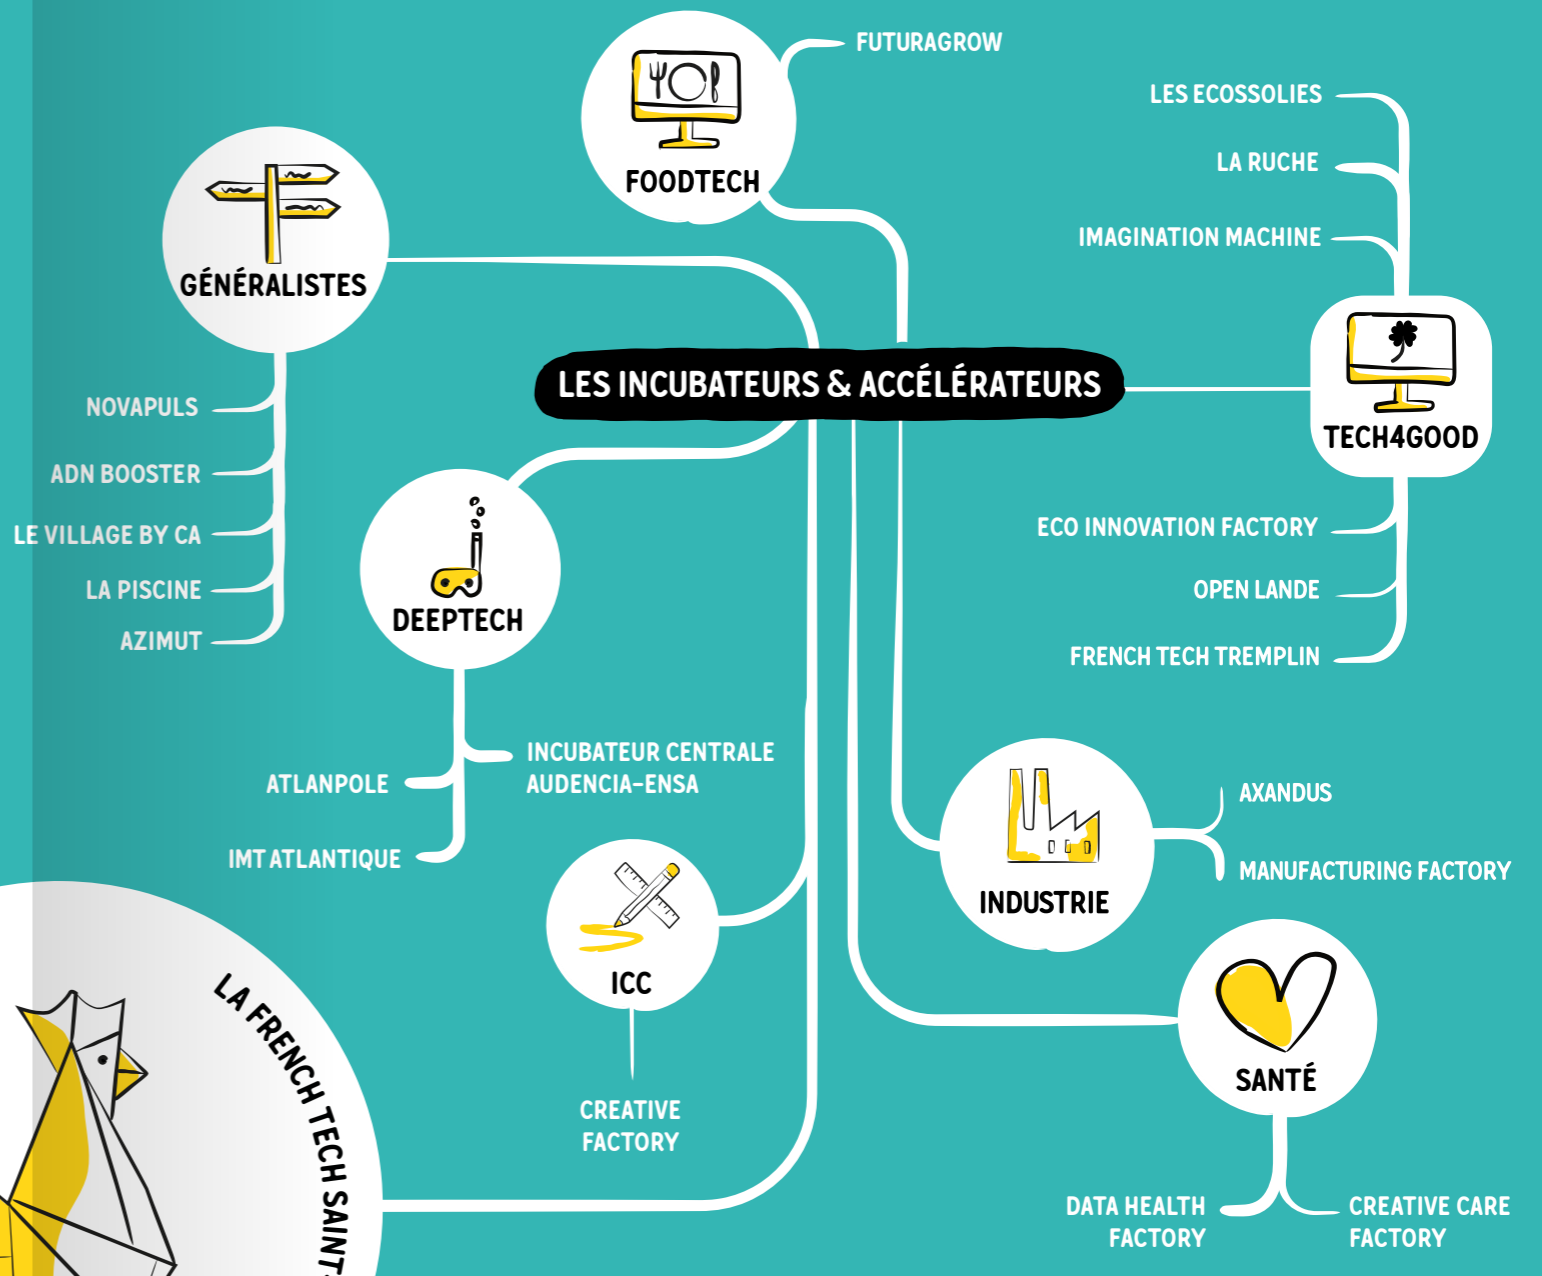 FUTURAGROW
FOODTECH
LES ECOSSOLIES
LA RUCHE
IMAGINATION MACHINE
GÉNÉRALISTES
LES INCUBATEURS & ACCÉLÉRATEURS
TECH4GOOD
NOVAPULS
ADN BOOSTER
LE VILLAGE BY CA
LA PISCINE
AZIMUT
DEEPTECH
ECO INNOVATION FACTORY
OPEN LANDE
FRENCH TECH TREMPLIN
INCUBATEUR CENTRALE
AUDENCIA-ENSA
ATLANPOLE
IMT ATLANTIQUE
AXANDUS
MANUFACTURING FACTORY
INDUSTRIE
ICC
CREATIVE
FACTORY
SANTÉ
DATA HEALTH
FACTORY
CREATIVE CARE
FACTORY
LA FRENCH TECH SAINT-